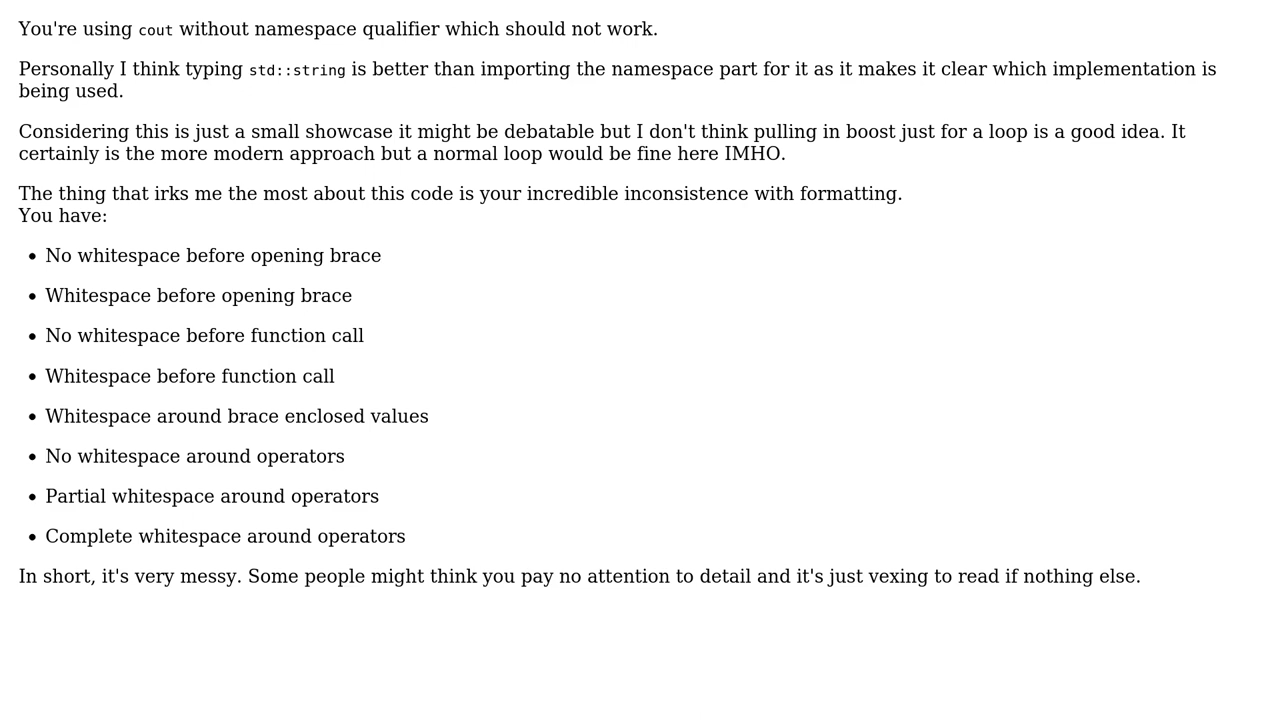 You're using cout without namespace qualifier which should not work.
Personally I think typing std::string is better than importing the namespace part for it as it makes it clear which implementation is
being used.
Considering this is just a small showcase it might be debatable but I don't think pulling in boost just for a loop is a good idea. It
certainly is the more modern approach but a normal loop would be fine here IMHO.
The thing that irks me the most about this code is your incredible inconsistence with formatting.
You have:
• No whitespace before opening brace
• Whitespace before opening brace
• No whitespace before function call
• Whitespace before function call
• Whitespace around brace enclosed values
• No whitespace around operators
• Partial whitespace around operators
• Complete whitespace around operators
In short, it's very messy. Some people might think you pay no attention to detail and it's just vexing to read if nothing else.